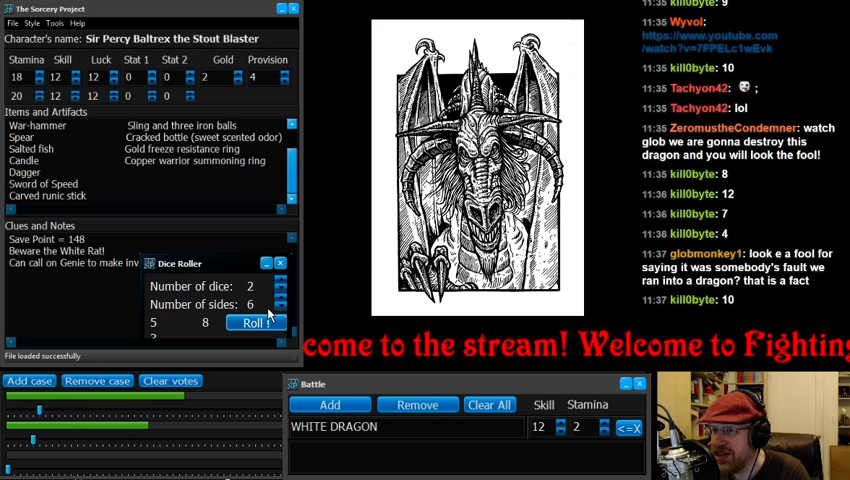 The Sorcery Project
File Style Tools Help
Character's name: Sir Percy Baltrex the Stout Blaster
Stamina Skill Luck Stat 1 Stat 2 Gold Provision
18 12 12 0 0 2 4
20 12 12 0 0
Items and Artifacts
War-hammer Sling and three iron balls
Spear Cracked bottle (sweet scented odor)
Salted fish Gold freeze resistance ring
Candle Copper warrior summoning ring
Dagger
Sword of Speed
Carved runic stick
Clues and Notes
Save Point = 148
Beware the White Rat!
Can call on Genie to make inv
Dice Roller
Number of dice: 2
Number of sides: 6
5 8 Roll !
3
File loaded successfully
11:35 kill0byte: 9
11:35 Wyvol:
https://www.youtube.com
/watch?v=7FPELc1wEvk
11:35 kill0byte: 10
11:35 Tachyon42: ;
11:35 Tachyon42: lol
11:35 ZeromustheCondemner: watch
glob we are gonna destroy this
dragon and you will look the fool!
11:35 kill0byte: 8
11:36 kill0byte: 12
11:36 kill0byte: 7
11:36 kill0byte: 4
11:37 globmonkey1: look e a fool for
saying it was somebody's fault we
ran into a dragon? that is a fact
11:37 kill0byte: 10
come to the stream! Welcome to Fighting
Add case Remove case Clear votes
Battle
Add Remove Clear All Skill Stamina
WHITE DRAGON 12 2 <=X